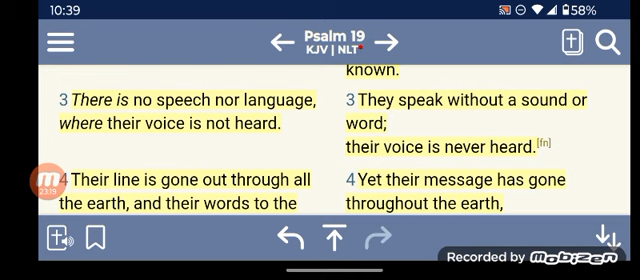 10:39
58%
Psalm 19
KJV | NLT
known.
3 There is no speech nor language,
where their voice is not heard.
3 They speak without a sound or
word;
their voice is never heard.[fn]
M
23:19
4 Their line is gone out through all
the earth, and their words to the
4 Yet their message has gone
throughout the earth,
Recorded by Mobizen